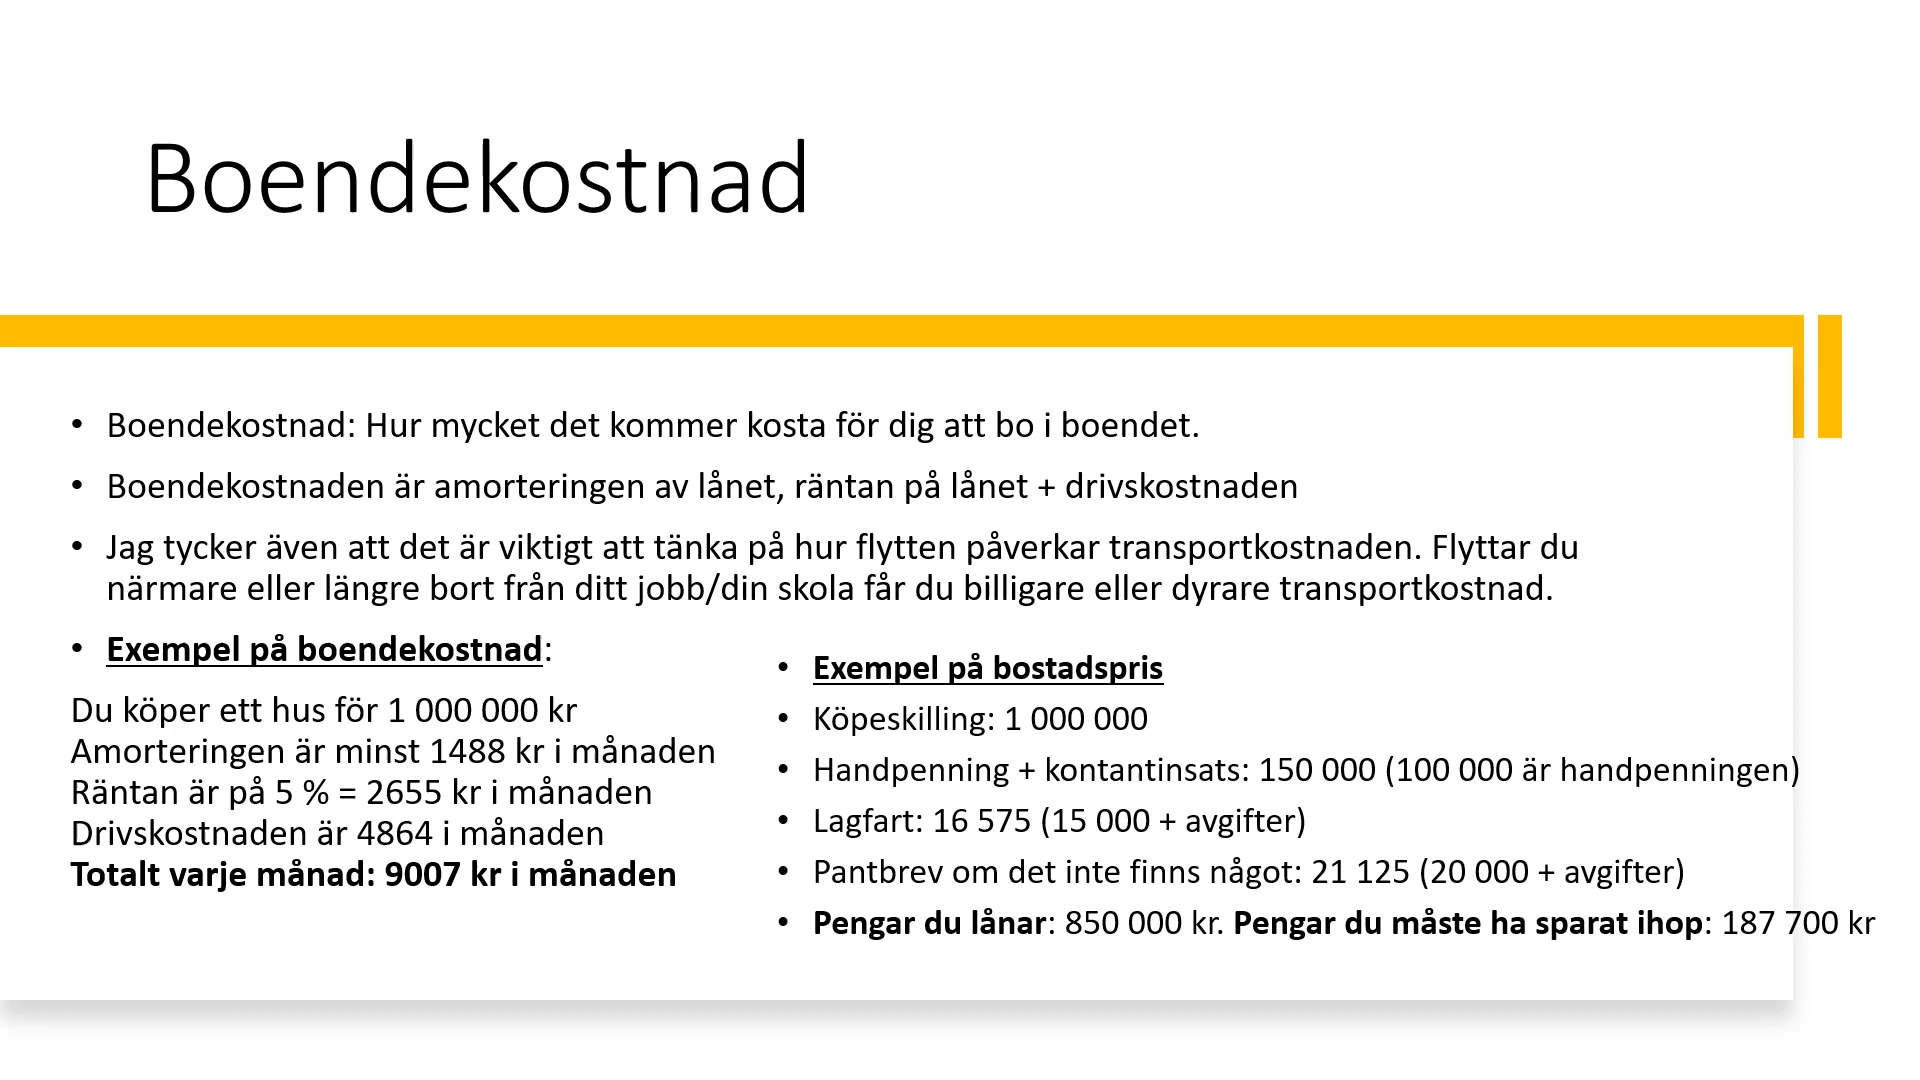 Boendekostnad
• Boendekostnad: Hur mycket det kommer kosta för dig att bo i boendet.
• Boendekostnaden är amorteringen av lånet, räntan på lånet + drivskostnaden
• Jag tycker även att det är viktigt att tänka på hur flytten påverkar transportkostnaden. Flyttar du
närmare eller längre bort från ditt jobb/din skola får du billigare eller dyrare transportkostnad.
• Exempel på boendekostnad:
Du köper ett hus för 1 000 000 kr
Amorteringen är minst 1488 kr i månaden
Räntan är på 5 % = 2655 kr i månaden
Drivskostnaden är 4864 i månaden
Totalt varje månad: 9007 kr i månaden
• Exempel på bostadspris
• Köpeskilling: 1 000 000
• Handpenning + kontantinsats: 150 000 (100 000 är handpenningen)
• Lagfart: 16 575 (15 000 + avgifter)
• Pantbrev om det inte finns något: 21 125 (20 000 + avgifter)
• Pengar du lånar: 850 000 kr. Pengar du måste ha sparat ihop: 187 700 kr